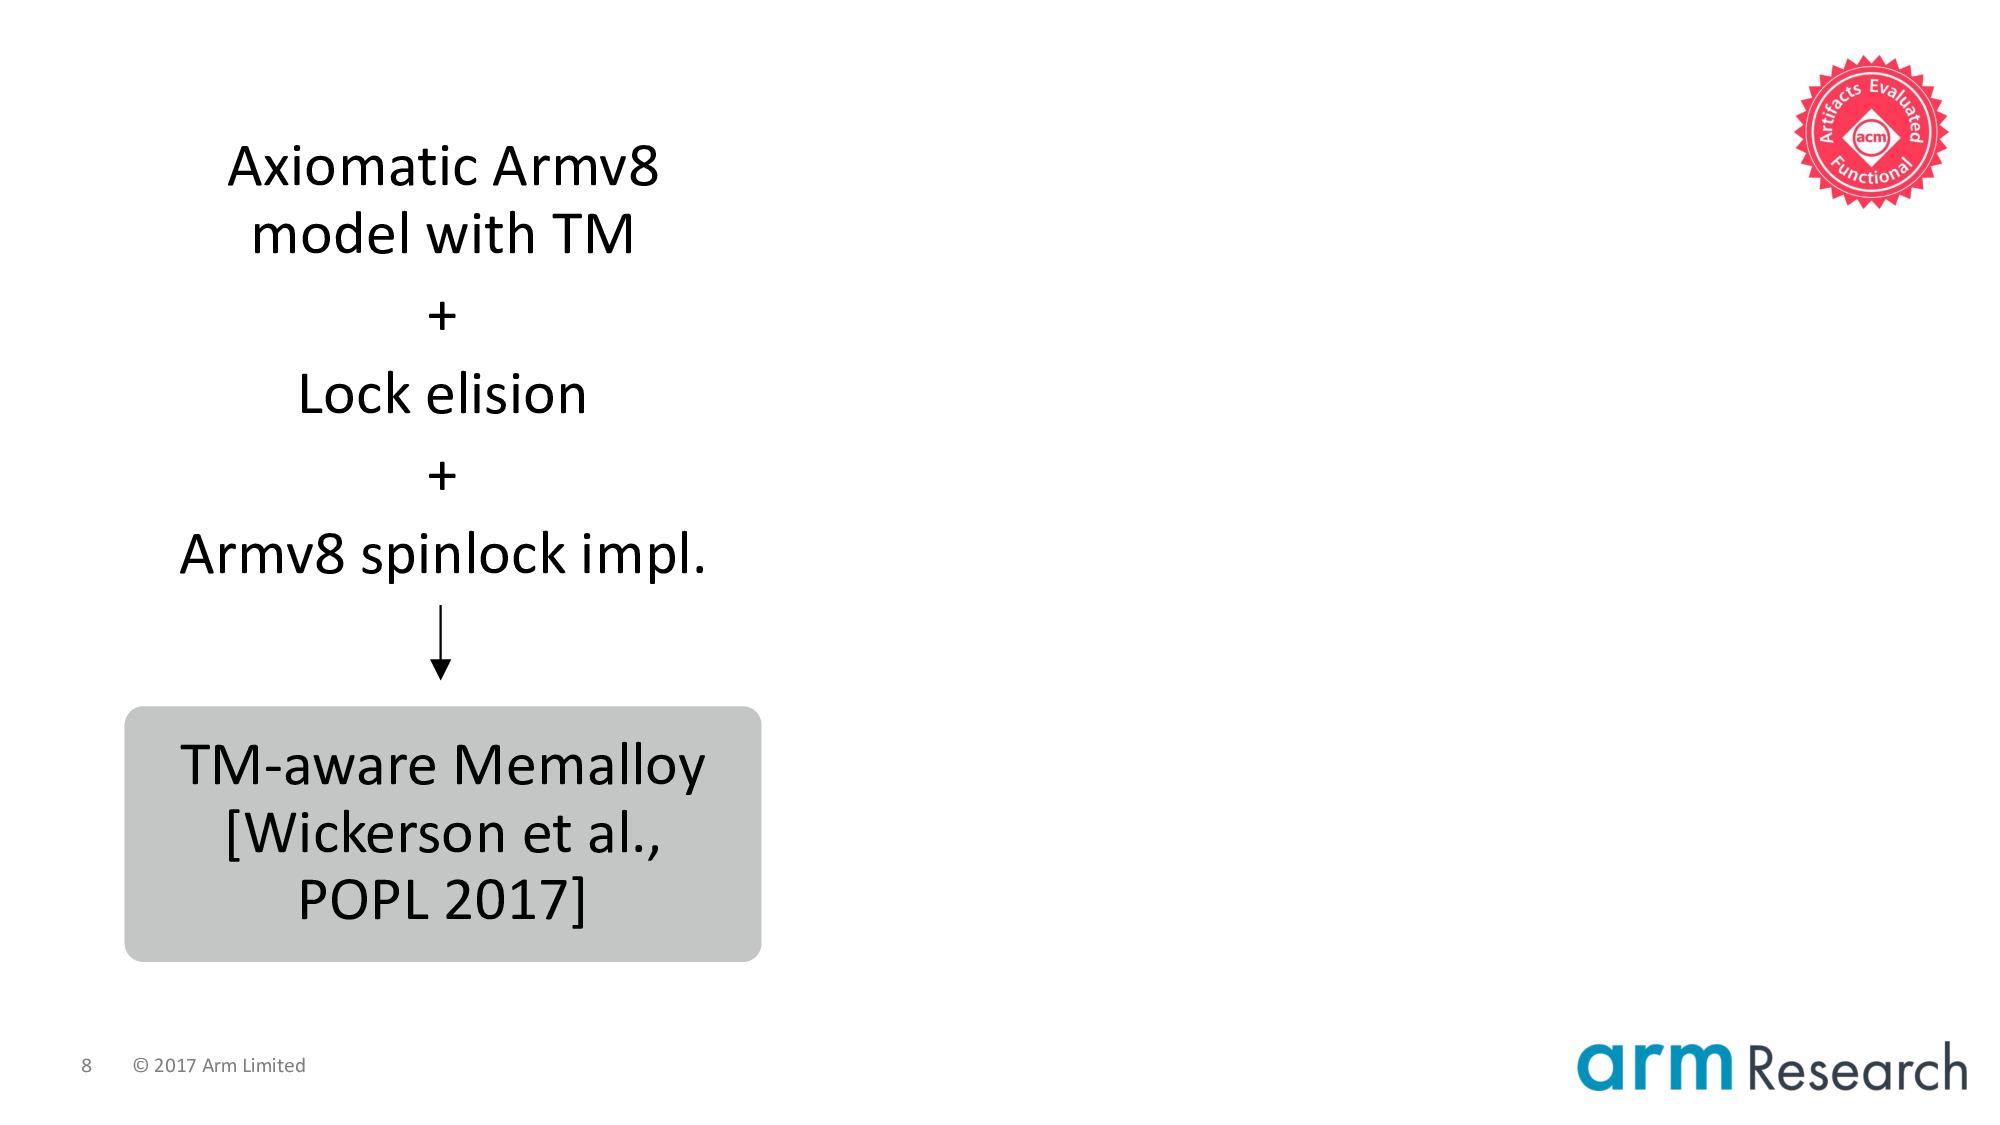 Artifacts Evaluated
acm
Functional
Axiomatic Armv8
model with TM
+
Lock elision
+
Armv8 spinlock impl.
TM-aware Memalloy
[Wickerson et al.,
POPL 2017]
8 © 2017 Arm Limited
arm Research